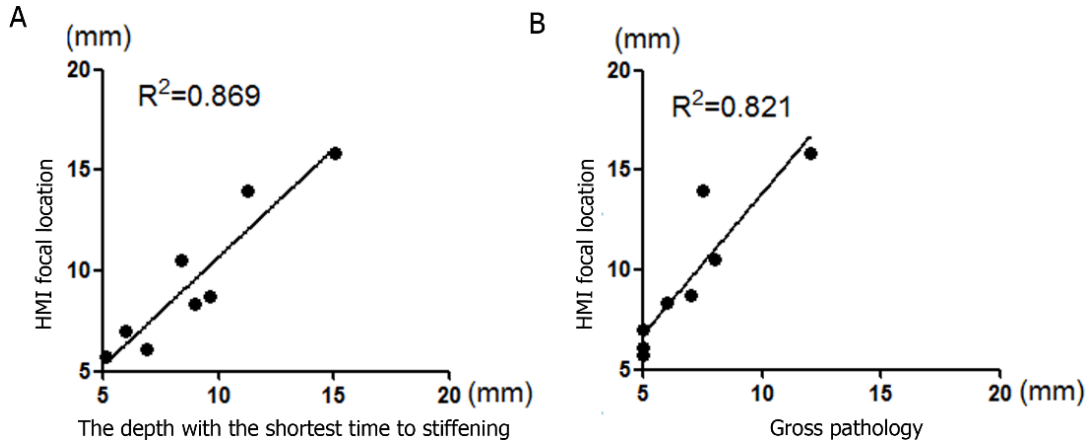 A
(mm)
20
R²=0.869
15
HMI focal location
10
5
5 10 15 20 (mm)
The depth with the shortest time to stiffening
B
(mm)
20
R²=0.821
15
HMI focal location
10
5
5 10 15 20 (mm)
Gross pathology